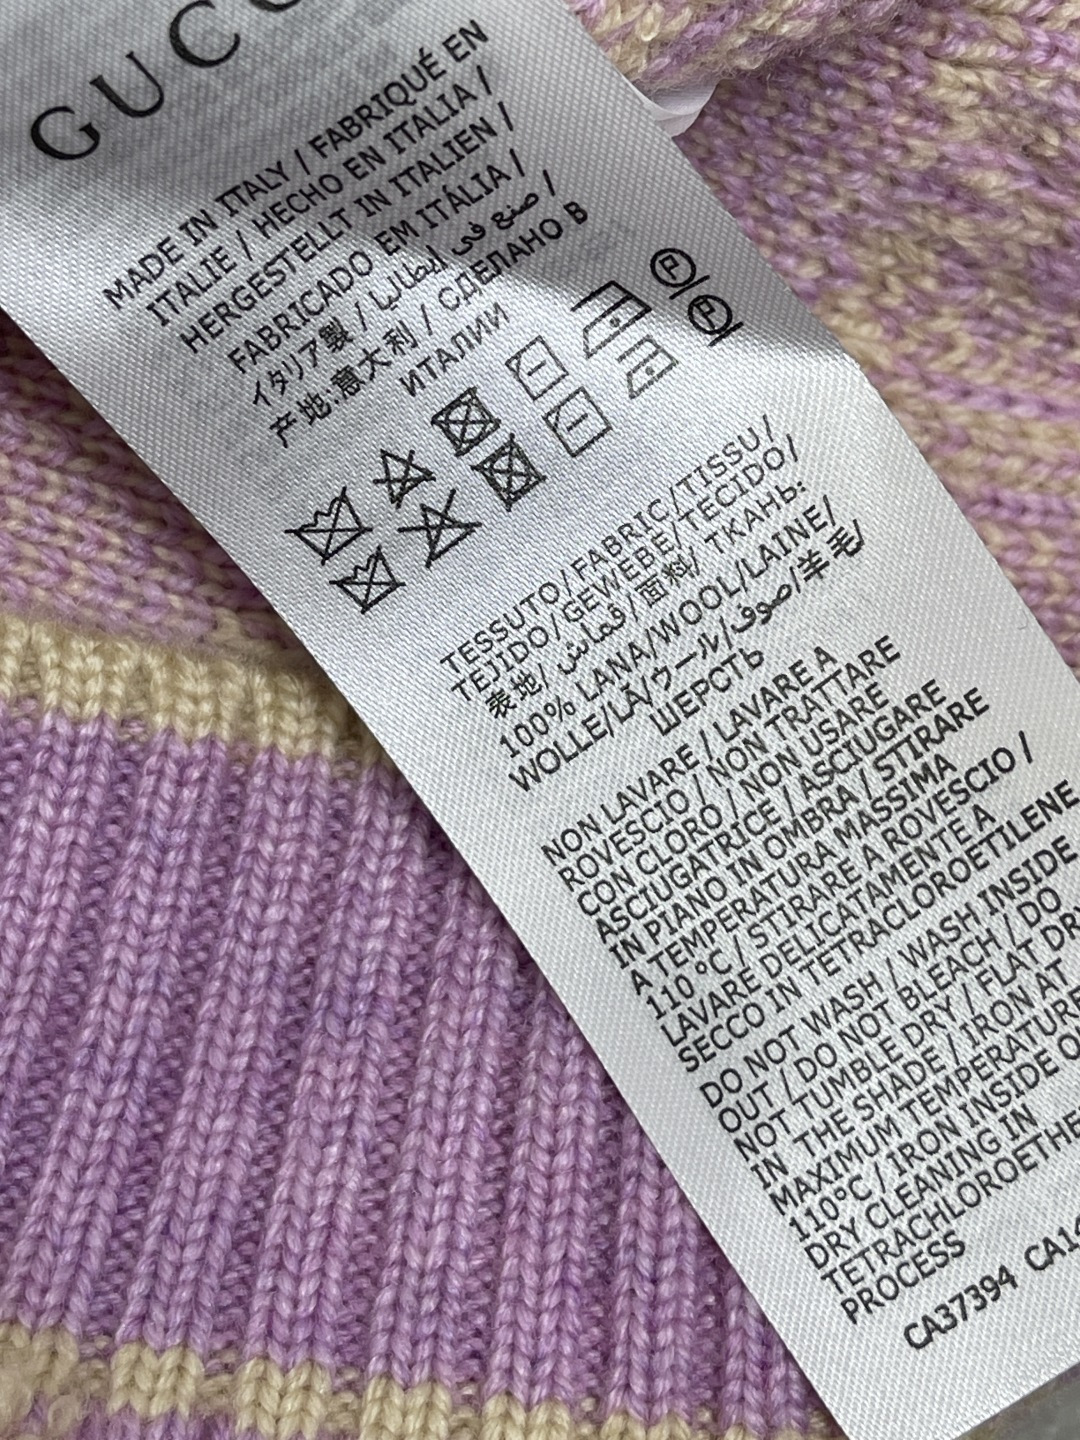 GUCC
MADE IN ITALY / FABRIQUÉ EN
ITALIE / HECHO EN ITALIA /
HERGESTELLT IN ITALIEN /
FABRICADO EM ITÁLIA /
イタリア製 / صنع في ايطاليا /
产地:意大利 / СДЕЛАНО В
ИТАЛИИ
P
P
TESSUTO/FABRIC/TISSU/
TEJIDO/GEWEBE/TECIDO/
表地/ قماش/面料/ ТКАНЬ:
100% LANA/WOOL/LAINE/
WOLLE/LÃ/ウール/صوف/羊毛/
ШЕРСТЬ
NON LAVARE / LAVARE A
ROVESCIO / NON TRATTARE
CON CLORO / NON USARE
ASCIUGATRICE / ASCIUGARE
IN PIANO IN OMBRA / STIRARE
A TEMPERATURA MASSIMA
110°C / STIRARE A ROVESCIO /
LAVARE DELICATAMENTE A
SECCO IN TETRACLOROETILENE
DO NOT WASH / WASH INSIDE
OUT / DO NOT BLEACH / DO
NOT TUMBLE DRY / FLAT DRY
IN THE SHADE / IRON AT
MAXIMUM TEMPERATURE
110°C / IRON INSIDE O
DRY CLEANING IN
TETRACHLOROETHE
PROCESS
CA37394 CA14